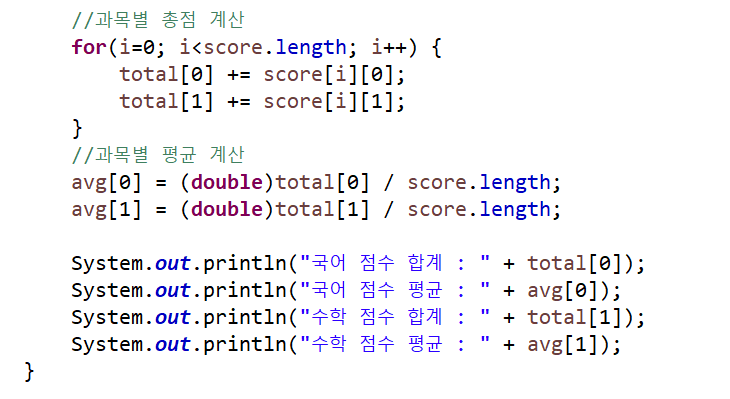 //과목별 총점 계산
for(i=0; i<score.length; i++) {
total[0] += score[i][0];
total[1] += score[i][1];
}
//과목별 평균 계산
avg[0] = (double)total[0] / score.length;
avg[1] = (double)total[1] / score.length;
System.out.println("국어 점수 합계 : " + total[0]);
System.out.println("국어 점수 평균 : " + avg[0]);
System.out.println("수학 점수 합계 : " + total[1]);
System.out.println("수학 점수 평균 : " + avg[1]);
}